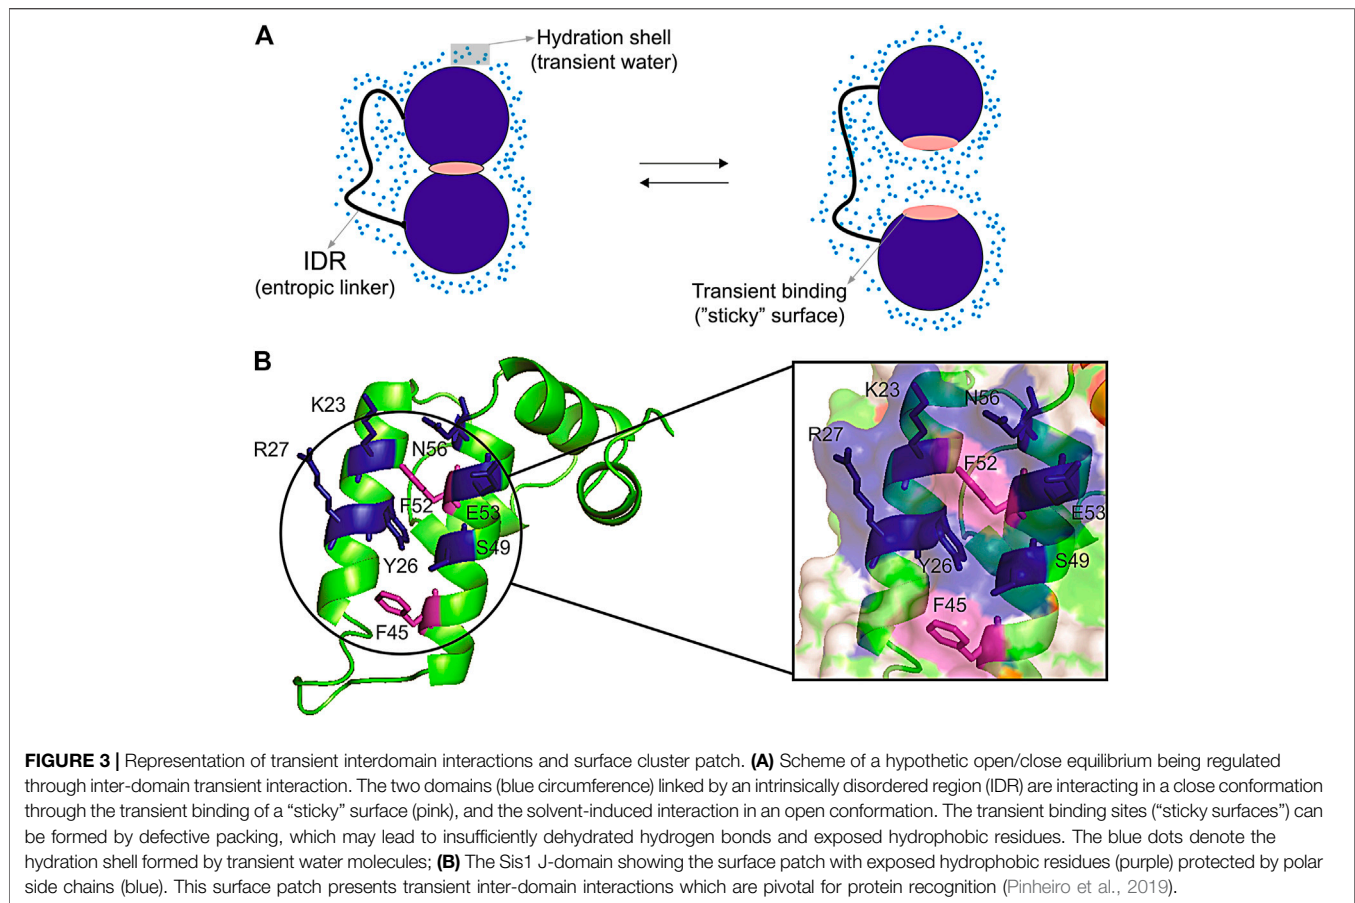 A
Hydration shell
(transient water)
IDR
(entropic linker)
Transient binding
("sticky" surface)
B
K23
R27
N56
F52
E53
S49
Y26
F45
K23
N56
R27
F52
E53
Y26
S49
F45
FIGURE 3 | Representation of transient interdomain interactions and surface cluster patch. (A) Scheme of a hypothetic open/close equilibrium being regulated
through inter-domain transient interaction. The two domains (blue circumference) linked by an intrinsically disordered region (IDR) are interacting in a close conformation
through the transient binding of a “sticky” surface (pink), and the solvent-induced interaction in an open conformation. The transient binding sites (“sticky surfaces”) can
be formed by defective packing, which may lead to insufficiently dehydrated hydrogen bonds and exposed hydrophobic residues. The blue dots denote the
hydration shell formed by transient water molecules; (B) The Sis1 J-domain showing the surface patch with exposed hydrophobic residues (purple) protected by polar
side chains (blue). This surface patch presents transient inter-domain interactions which are pivotal for protein recognition (Pinheiro et al., 2019).